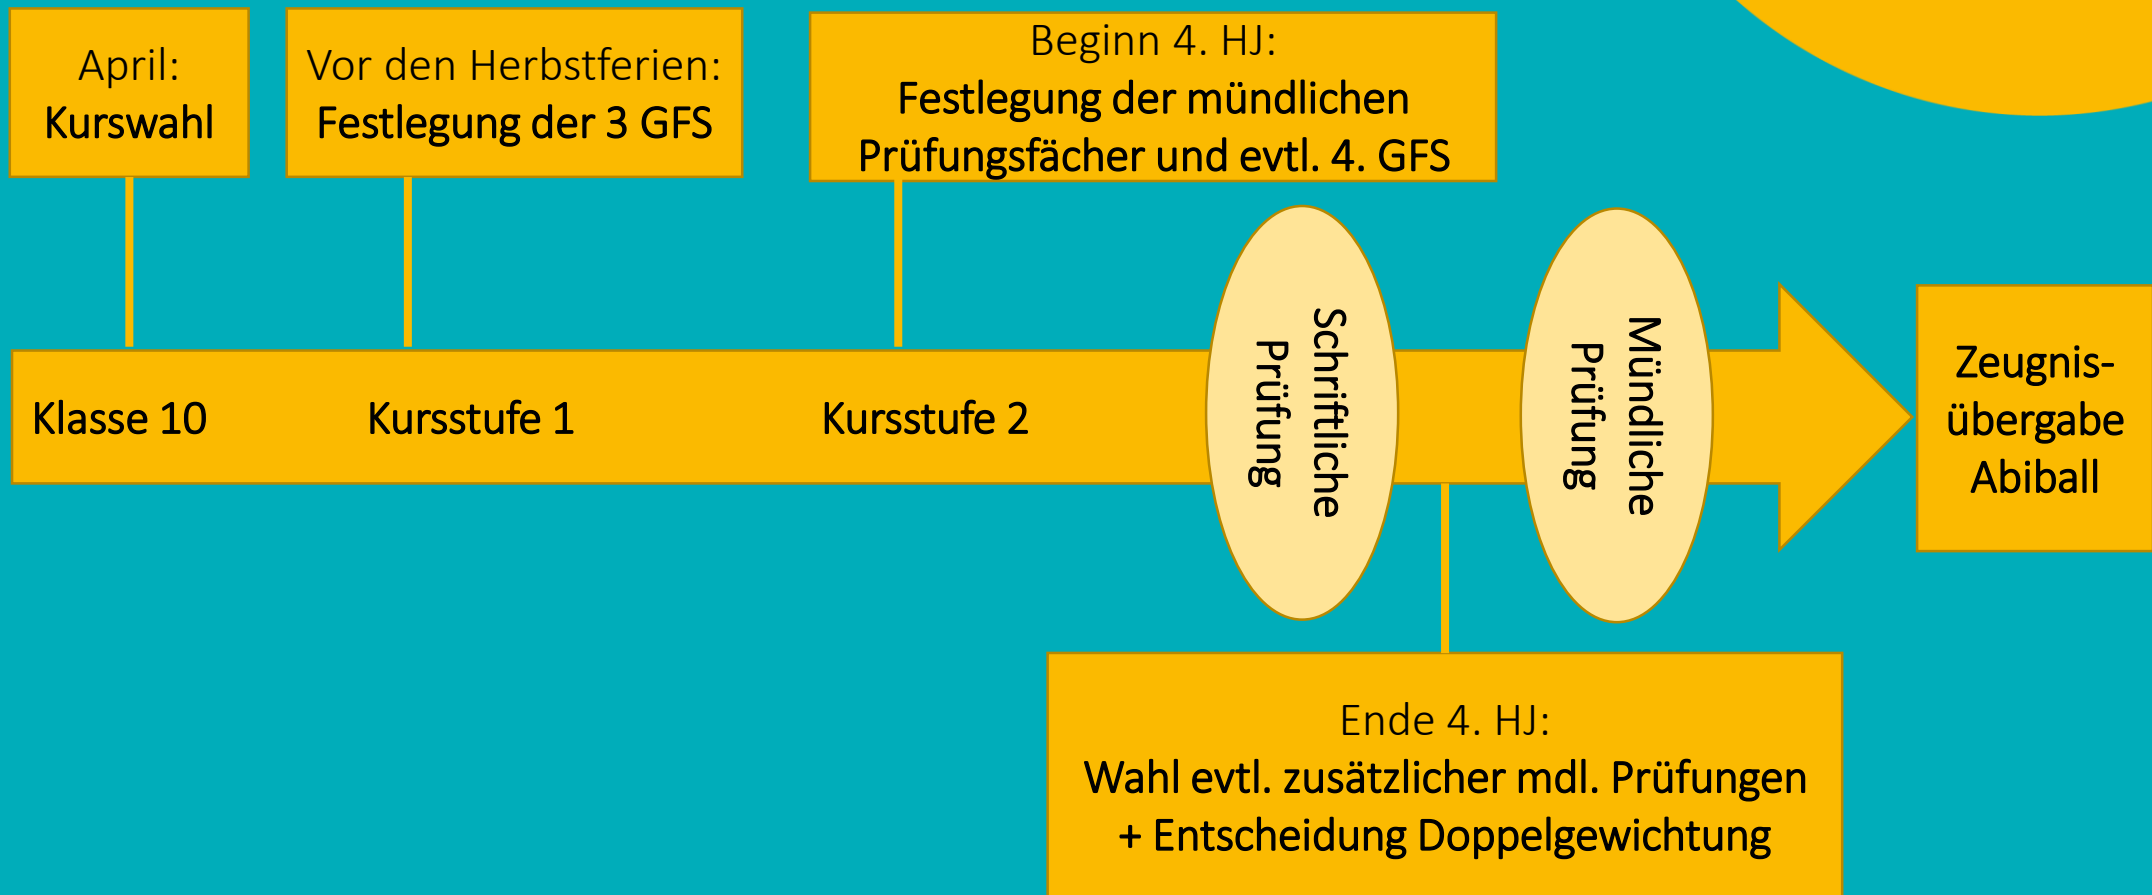 April:
Kurswahl
Vor den Herbstferien:
Festlegung der 3 GFS
Beginn 4. HJ:
Festlegung der mündlichen
Prüfungsfächer und evtl. 4. GFS
Klasse 10
Kursstufe 1
Kursstufe 2
Schriftliche
Prüfung
Mündliche
Prüfung
Zeugnis-
übergabe
Abiball
Ende 4. HJ:
Wahl evtl. zusätzlicher mdl. Prüfungen
+ Entscheidung Doppelgewichtung